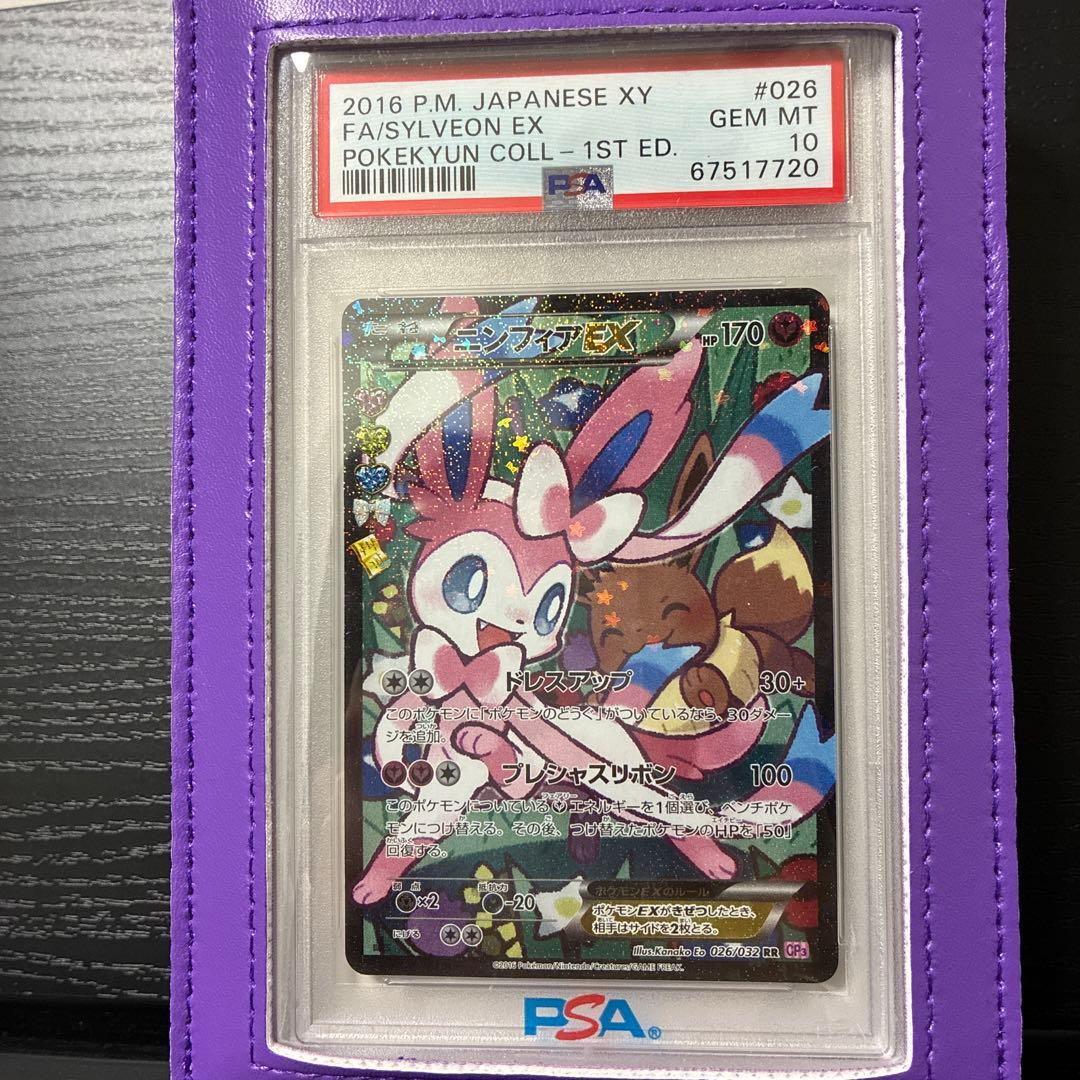 2016 P.M. JAPANESE XY #026
FA/SYLVEON EX GEM MT
POKEKYUN COLL - 1ST ED. 10
PSA 67517720
ニンフィアEX HP170
ドレスアップ 30+
このポケモンに「ポケモンのどうぐ」がついているなら、30ダメー
ジを追加。
プレシャスリボン 100
このポケモンについているエネルギーを1個選び、ベンチポケ
モンにつけ替える。その後、つけ替えたポケモンのHPを「50」
回復する。
弱点 抵抗力
×2 -20
ポケモンEXのルール
ポケモンEXがきぜつしたとき、
相手はサイドを2枚とる。
にげる
Illus.Kanako Eo 026/032 RR CP3
©2016 Pokémon/Nintendo/Creatures/GAME FREAK.
PSA®